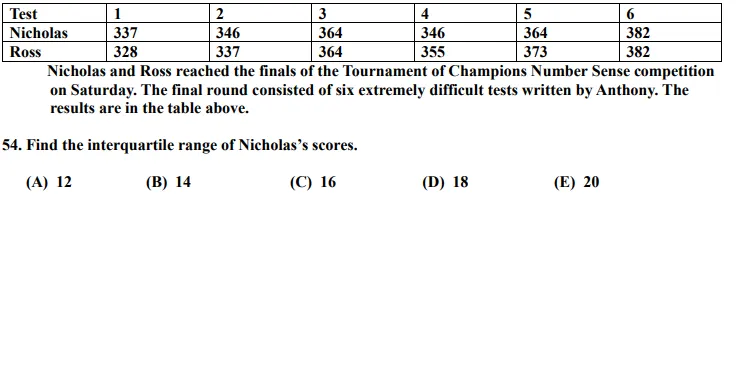 Test 1 2 3 4 5 6
Nicholas 337 346 364 346 364 382
Ross 328 337 364 355 373 382
Nicholas and Ross reached the finals of the Tournament of Champions Number Sense competition
on Saturday. The final round consisted of six extremely difficult tests written by Anthony. The
results are in the table above.
54. Find the interquartile range of Nicholas’s scores.
(A) 12 (B) 14 (C) 16 (D) 18 (E) 20